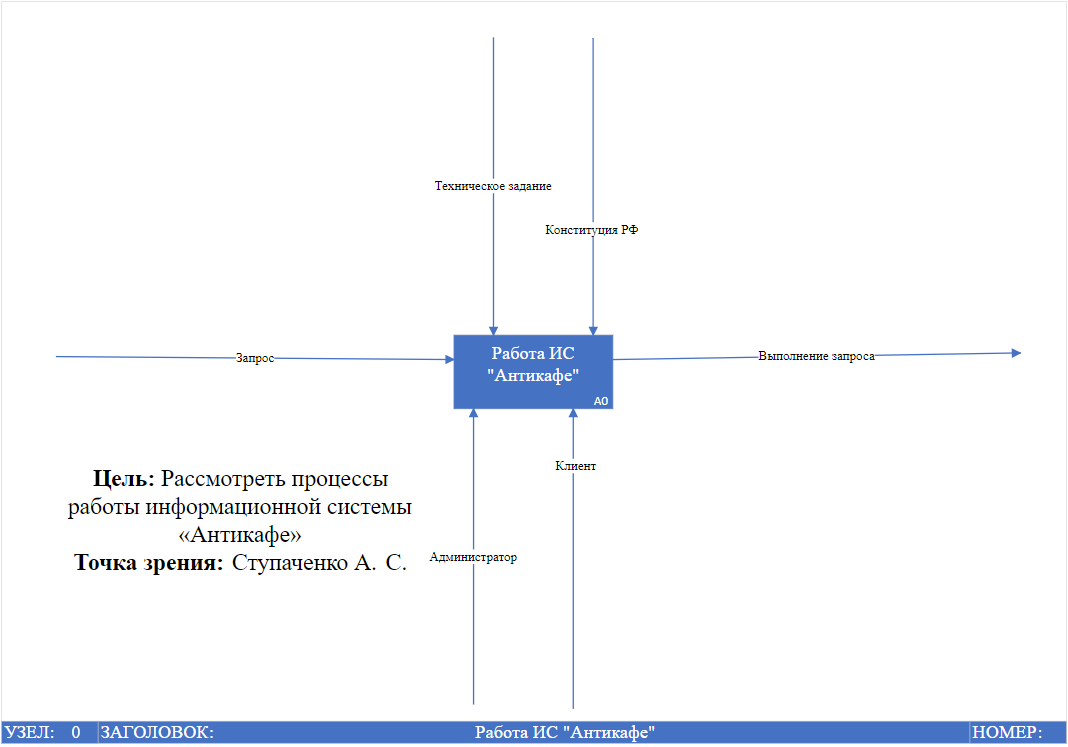 Техническое задание
Конституция РФ
Запрос
Работа ИС
"Антикафе"
A0
Выполнение запроса
Клиент
Цель: Рассмотреть процессы
работы информационной системы
«Антикафе»
Точка зрения: Ступаченко А. С.
Администратор
УЗЕЛ: 0 ЗАГОЛОВОК: Работа ИС "Антикафе" НОМЕР: